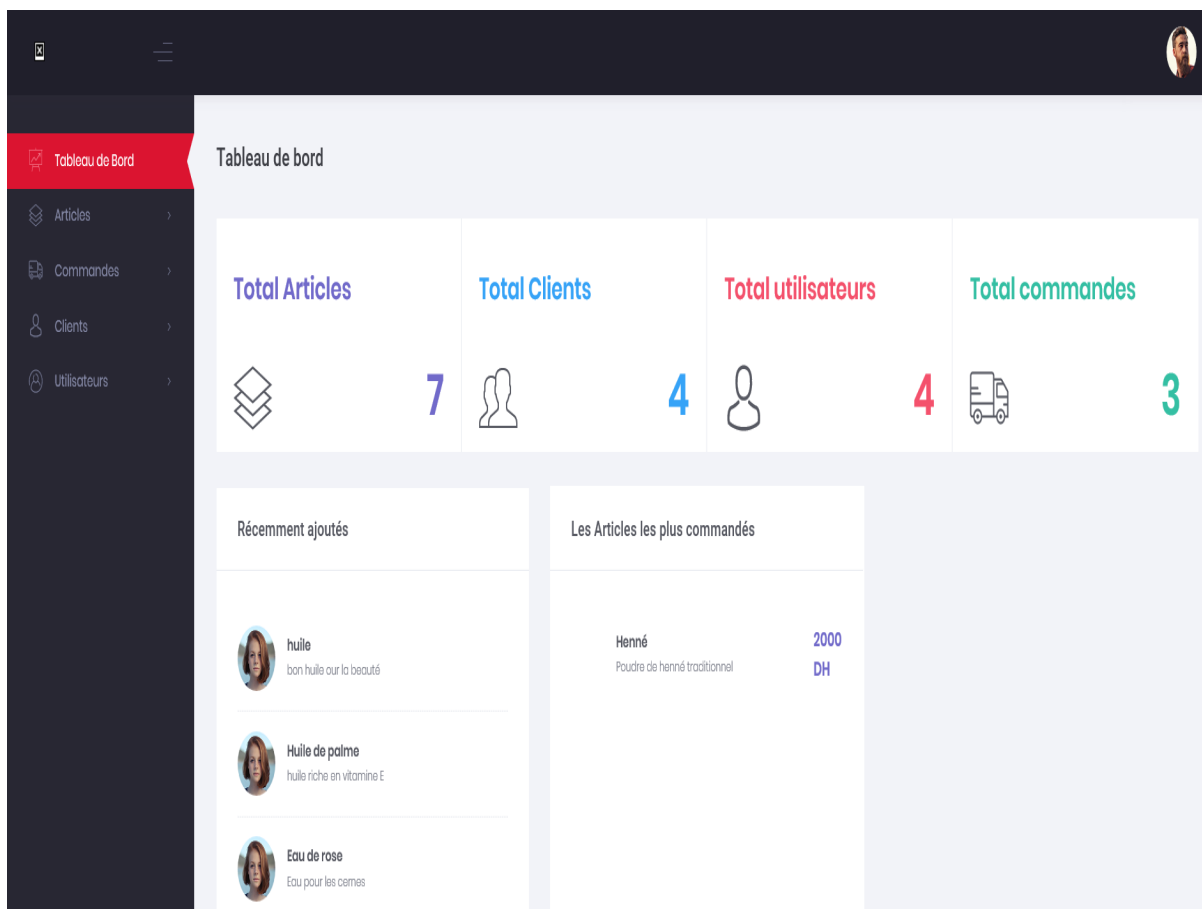 Tableau de Bord
Articles
Commandes
Clients
Utilisateurs
Tableau de bord
Total Articles
7
Total Clients
4
Total utilisateurs
4
Total commandes
3
Récemment ajoutés
huile
bon huile our la beauté
Huile de palme
huile riche en vitamine E
Eau de rose
Eau pour les cernes
Les Articles les plus commandés
Henné
Poudre de henné traditionnel
2000
DH